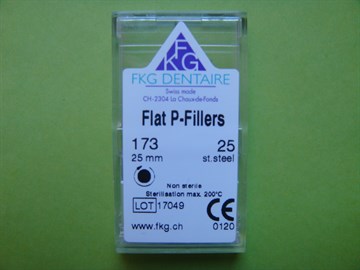 FKG
FKG DENTAIRE
Swiss made
CH-2304 La Chaux-de-Fonds
Flat P-Fillers
173 25
25 mm st. steel
Non sterile
Sterilisation max. 200°C
LOT 17049 CE
www.fkg.ch 0120